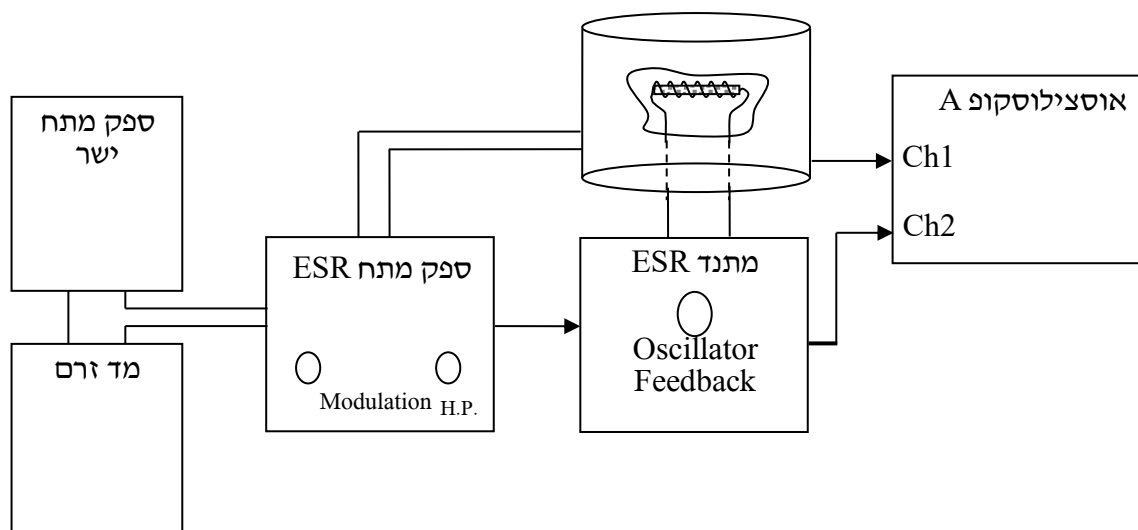 ספק מתח
ישר
מד זרם
ספק מתח ESR
Modulation
H.P.
מתנד ESR
Oscillator
Feedback
אוסצילוסקופ A
Ch1
Ch2